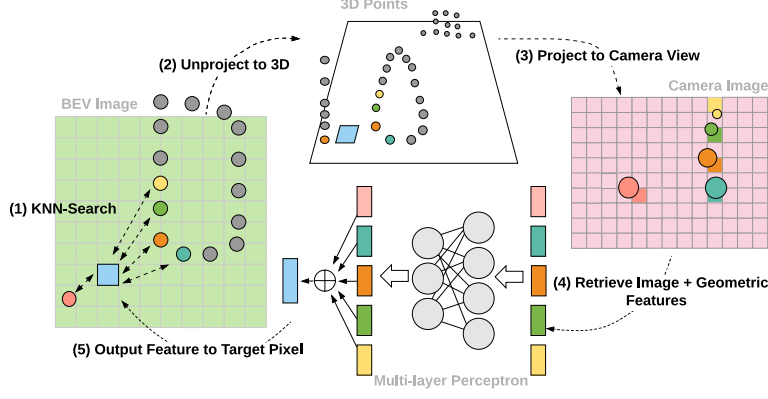 3D Points
(2) Unproject to 3D
(3) Project to Camera View
BEV Image
Camera Image
(1) KNN-Search
(4) Retrieve Image + Geometric
Features
(5) Output Feature to Target Pixel
Multi-layer Perceptron